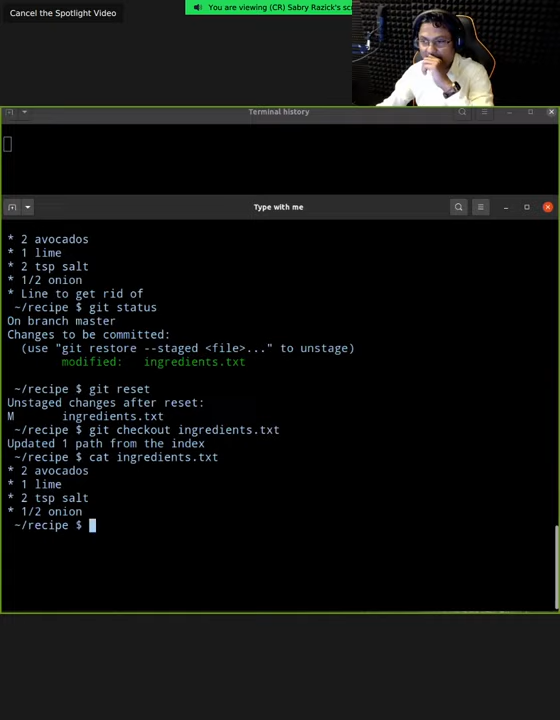 Cancel the Spotlight Video
You are viewing (CR) Sabry Razick's sc
Terminal history
Type with me
* 2 avocados
* 1 lime
* 2 tsp salt
* 1/2 onion
* Line to get rid of
~/recipe $ git status
On branch master
Changes to be committed:
(use "git restore --staged <file>..." to unstage)
modified: ingredients.txt
~/recipe $ git reset
Unstaged changes after reset:
M ingredients.txt
~/recipe $ git checkout ingredients.txt
Updated 1 path from the index
~/recipe $ cat ingredients.txt
* 2 avocados
* 1 lime
* 2 tsp salt
* 1/2 onion
~/recipe $